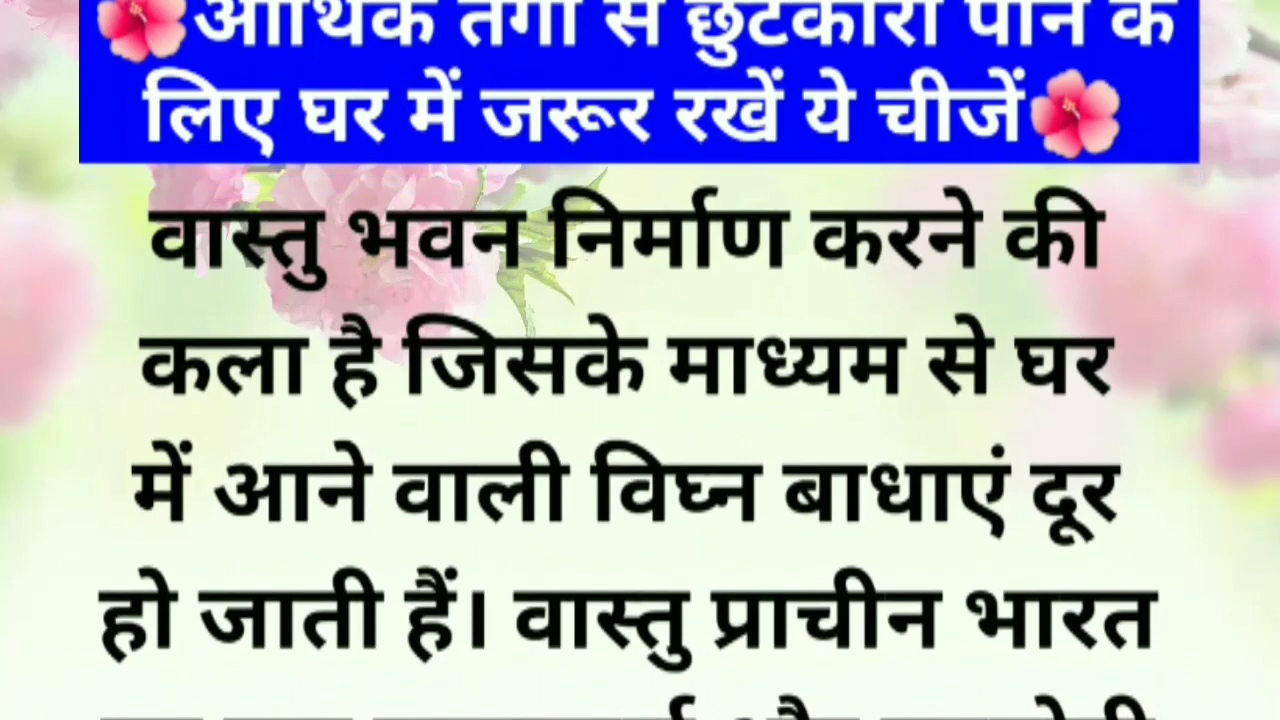 🌺आर्थिक तंगी से छुटकारा पाने के
लिए घर में जरूर रखें ये चीजें🌺
वास्तु भवन निर्माण करने की
कला है जिसके माध्यम से घर
में आने वाली विघ्न बाधाएं दूर
हो जाती हैं। वास्तु प्राचीन भारत